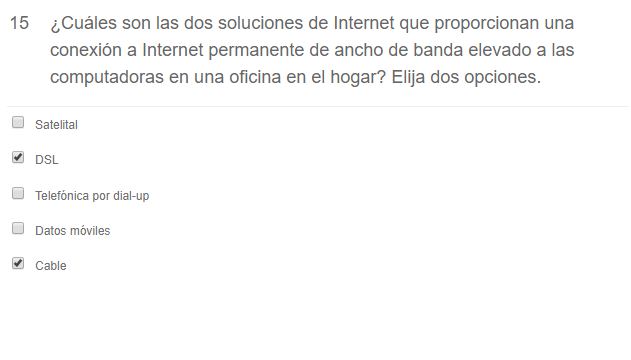 15 ¿Cuáles son las dos soluciones de Internet que proporcionan una
conexión a Internet permanente de ancho de banda elevado a las
computadoras en una oficina en el hogar? Elija dos opciones.
Satelital
DSL
Telefónica por dial-up
Datos móviles
Cable